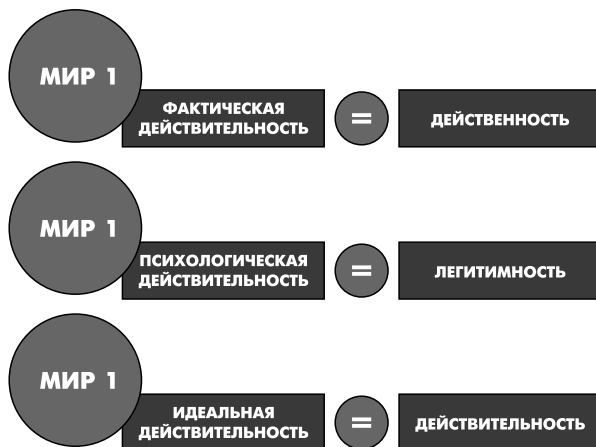 МИР 1
ФАКТИЧЕСКАЯ
ДЕЙСТВИТЕЛЬНОСТЬ
=
ДЕЙСТВЕННОСТЬ
МИР 1
ПСИХОЛОГИЧЕСКАЯ
ДЕЙСТВИТЕЛЬНОСТЬ
=
ЛЕГИТИМНОСТЬ
МИР 1
ИДЕАЛЬНАЯ
ДЕЙСТВИТЕЛЬНОСТЬ
=
ДЕЙСТВИТЕЛЬНОСТЬ